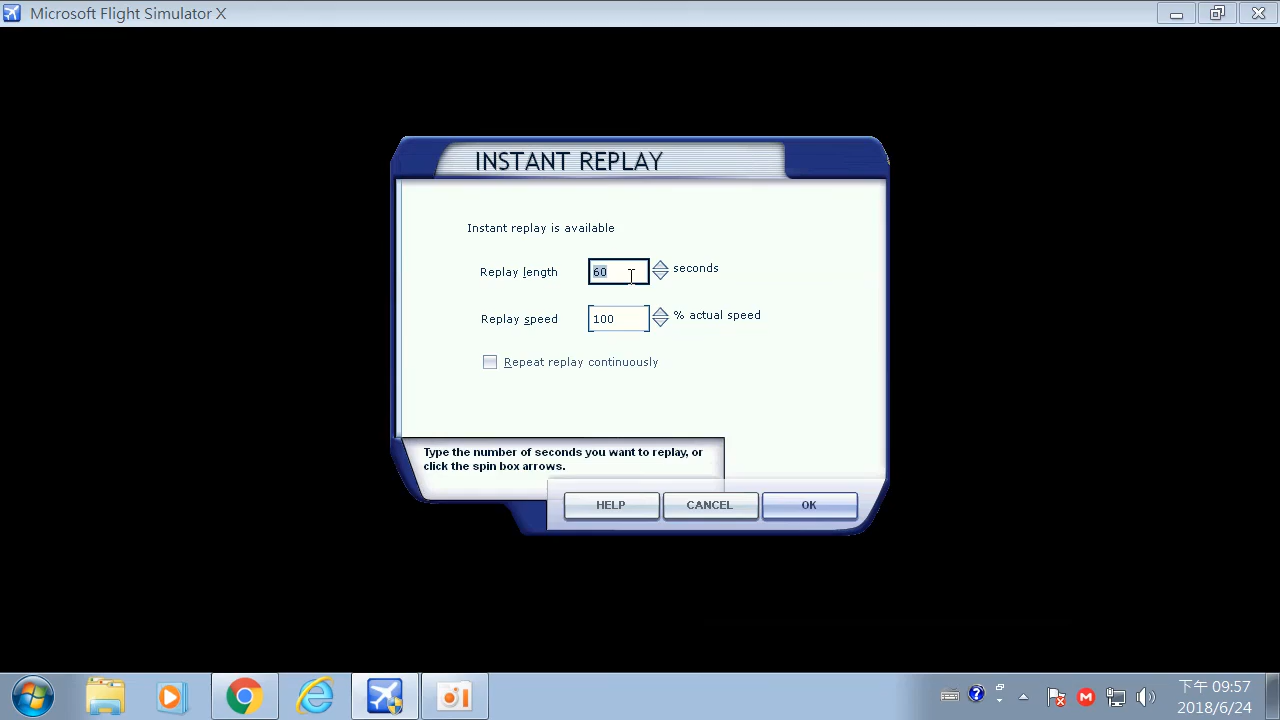 Microsoft Flight Simulator X
INSTANT REPLAY
Instant replay is available
Replay length 60 seconds
Replay speed 100 % actual speed
Repeat replay continuously
Type the number of seconds you want to replay, or
click the spin box arrows.
HELP CANCEL OK
下午 09:57
2018/6/24